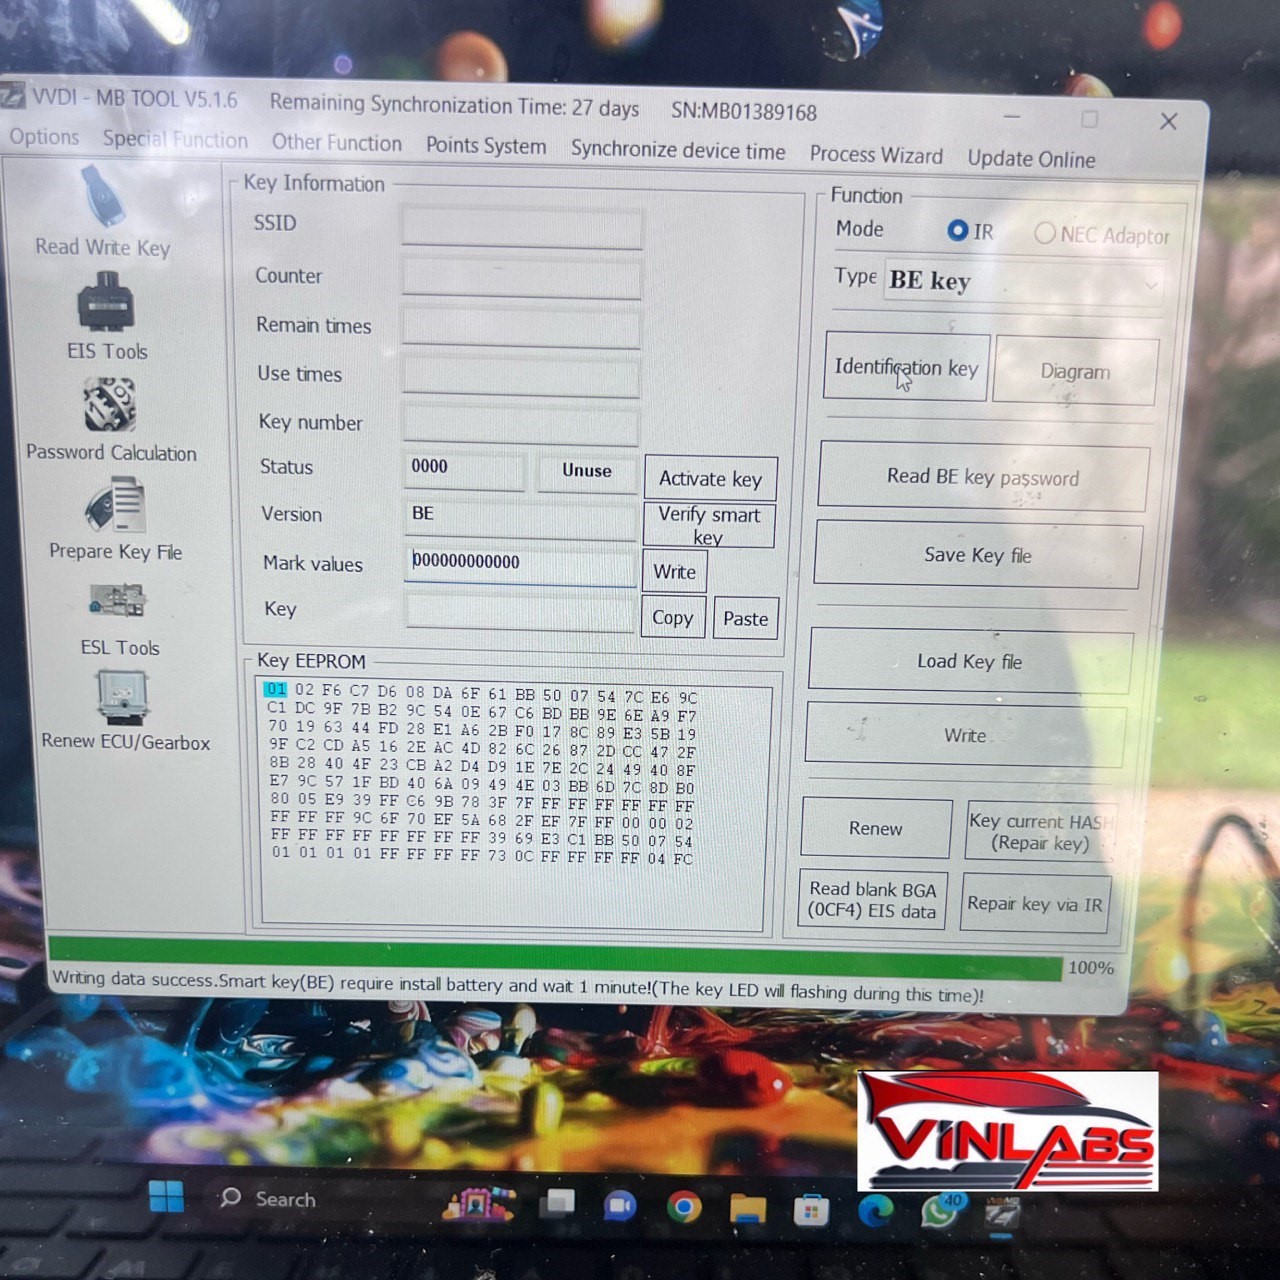 VVDI - MB TOOL V5.1.6 Remaining Synchronization Time: 27 days SN:MB01389168
Options Special Function Other Function Points System Synchronize device time Process Wizard Update Online
Read Write Key
EIS Tools
Password Calculation
Prepare Key File
ESL Tools
Renew ECU/Gearbox
Key Information
SSID
Counter
Remain times
Use times
Key number
Status 0000 Unuse Activate key
Version BE Verify smart
key
Mark values 000000000000 Write
Key Copy Paste
Key EEPROM
01 02 F6 C7 D6 08 DA 6F 61 BB 50 07 54 7C E6 9C
C1 DC 9F 7B B2 9C 54 0E 67 C6 BD BB 9E 6E A9 F7
70 19 63 44 FD 28 E1 A6 2B F0 17 8C 89 E3 5B 19
9F C2 CD A5 16 2E AC 4D 82 6C 26 87 2D CC 47 2F
8B 28 40 4F 23 CB A2 D4 D9 1E 7E 2C 24 49 40 8F
E7 9C 57 1F BD 40 6A 09 49 4E 03 BB 6D 7C 8D B0
80 05 E9 39 FF C6 9B 78 3F 7F FF FF FF FF FF FF
FF FF FF 9C 6F 70 EF 5A 68 2F EF 7F FF 00 00 02
FF FF FF FF FF FF FF FF 39 69 E3 C1 BB 50 07 54
01 01 01 01 FF FF FF FF 73 0C FF FF FF FF 04 FC
Function
Mode IR NEC Adaptor
Type BE key
Identification key Diagram
Read BE key password
Save Key file
Load Key file
Write
Renew
Key current HASH
(Repair key)
Read blank BGA
(0CF4) EIS data
Repair key via IR
100%
Writing data success.Smart key(BE) require install battery and wait 1 minute!(The key LED will flashing during this time)!
VINLABS
Search
40